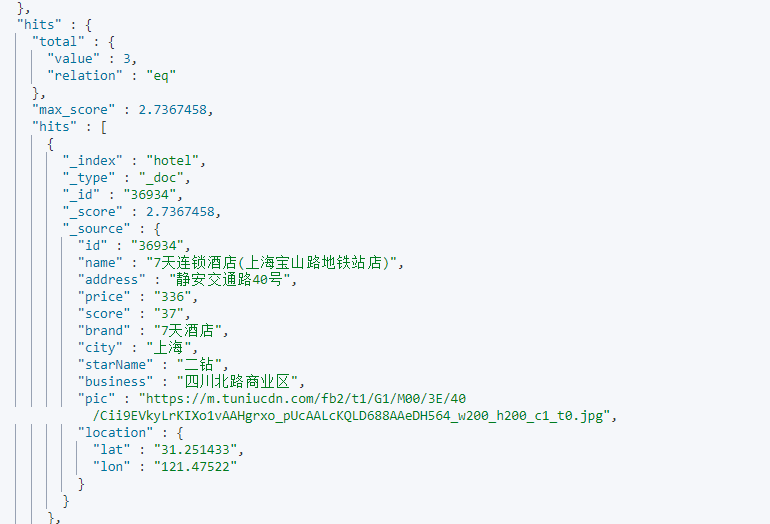 },
"hits" : {
"total" : {
"value" : 3,
"relation" : "eq"
},
"max_score" : 2.7367458,
"hits" : [
{
"_index" : "hotel",
"_type" : "_doc",
"_id" : "36934",
"_score" : 2.7367458,
"_source" : {
"id" : "36934",
"name" : "7天连锁酒店(上海宝山路地铁站店)",
"address" : "静安交通路40号",
"price" : "336",
"score" : "37",
"brand" : "7天酒店",
"city" : "上海",
"starName" : "二钻",
"business" : "四川北路商业区",
"pic" : "https://m.tuniucdn.com/fb2/t1/G1/M00/3E/40
/Cii9EVkyLrKIXo1vAAHgrxo_pUcAALcKQLD688AAeDH564_w200_h200_c1_t0.jpg",
"location" : {
"lat" : "31.251433",
"lon" : "121.47522"
}
}
},